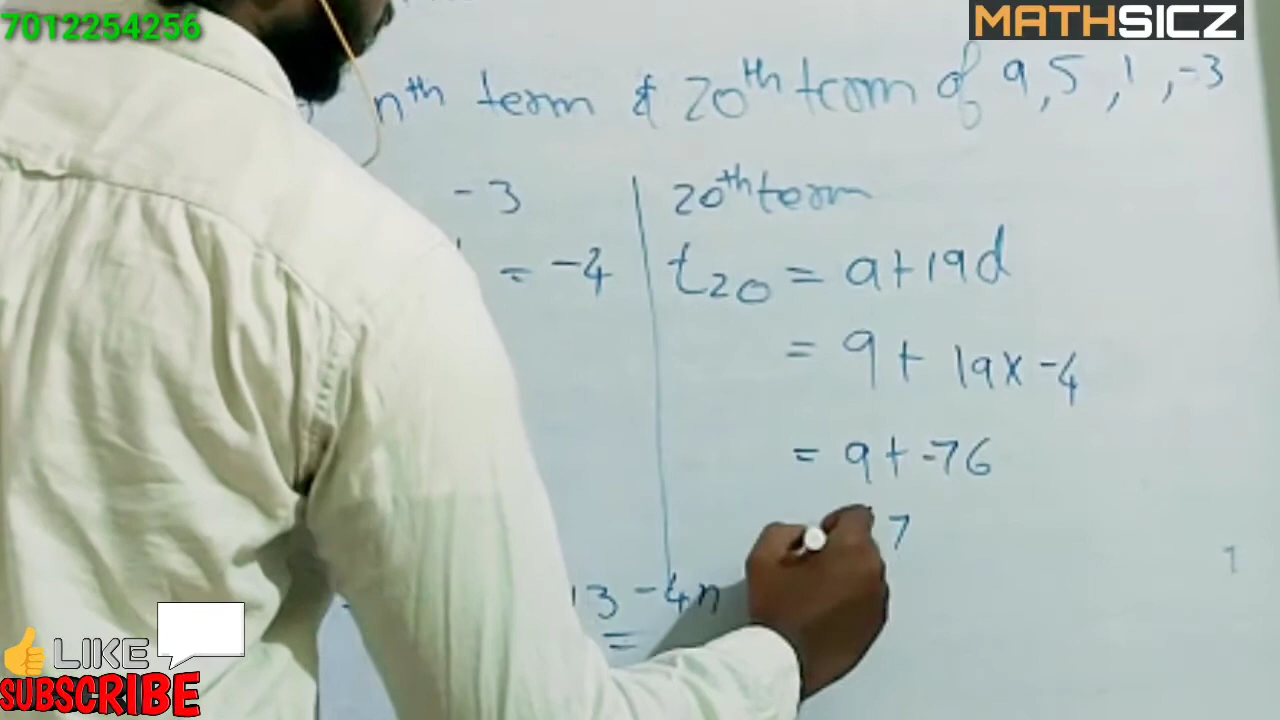 7012254256
MATHSICZ
nth term & 20th term of 9, 5, 1, -3
-3
= -4
20th term
t20 = a+19d
= 9 + 19x -4
= 9 + -76
7
13 -4n
=
LIKE
SUBSCRIBE